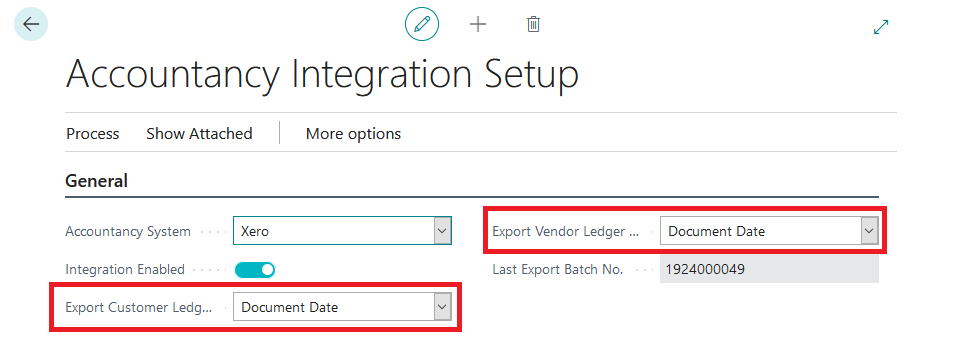 Accountancy Integration Setup
Process Show Attached More options
General
Accountancy System Xero
Export Vendor Ledger ... Document Date
Integration Enabled
Last Export Batch No. 1924000049
Export Customer Ledg... Document Date